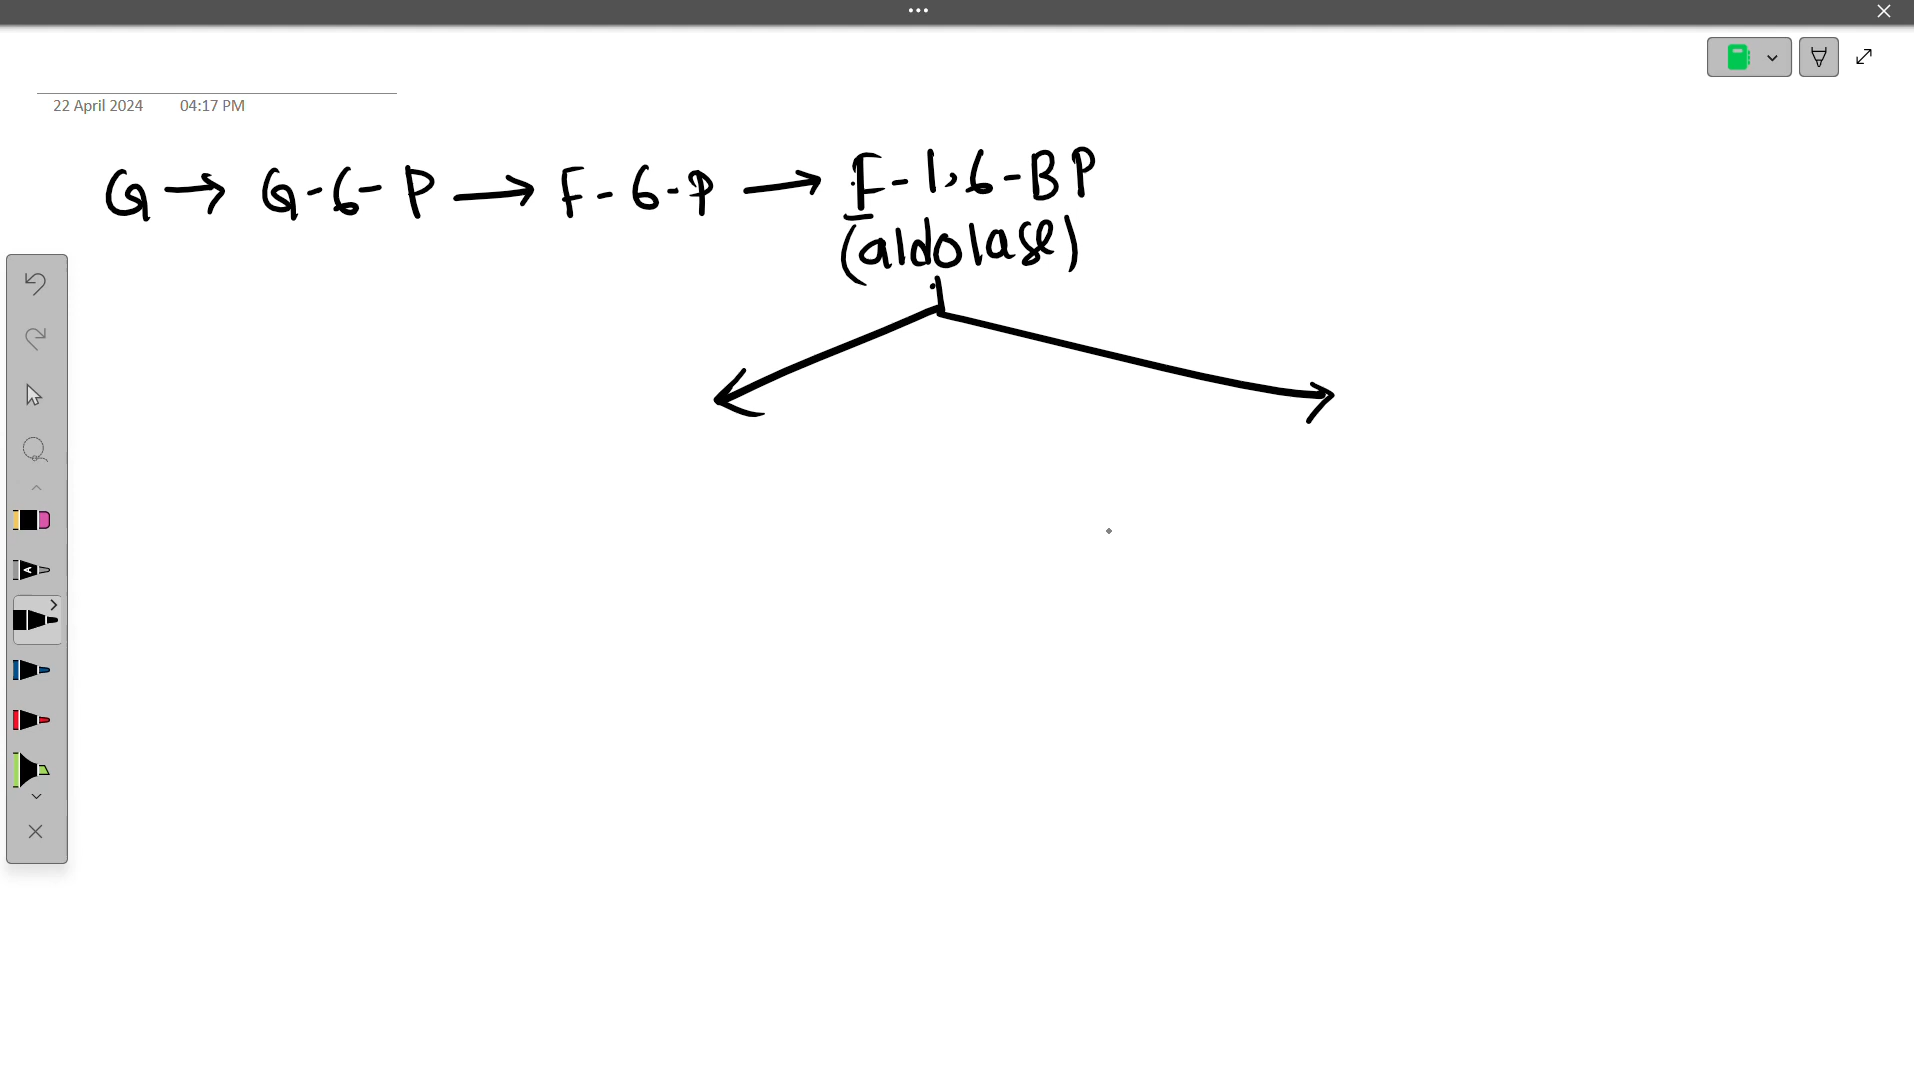 22 April 2024 04:17 PM
G → G-6-P → F-6-P → F-1,6-BP
(aldolase)